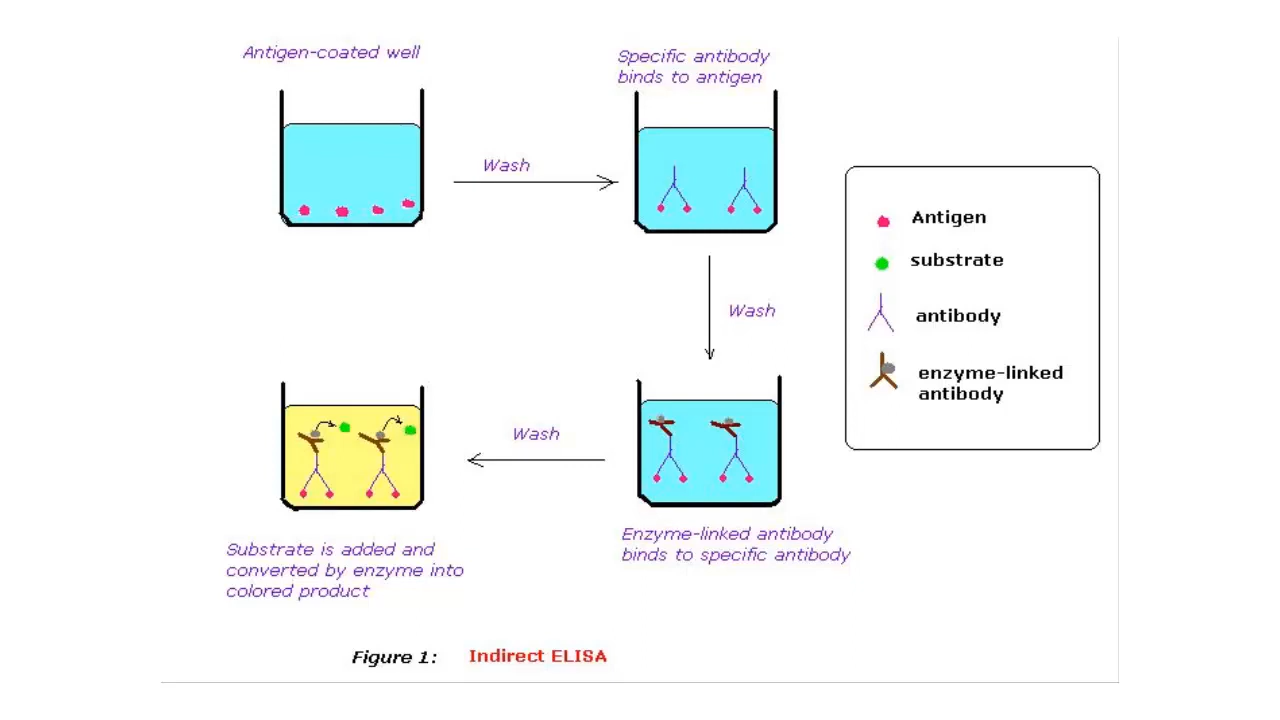 Antigen-coated well
Specific antibody
binds to antigen
Wash
Wash
Antigen
substrate
antibody
enzyme-linked
antibody
Wash
Enzyme-linked antibody
binds to specific antibody
Substrate is added and
converted by enzyme into
colored product
Figure 1: Indirect ELISA